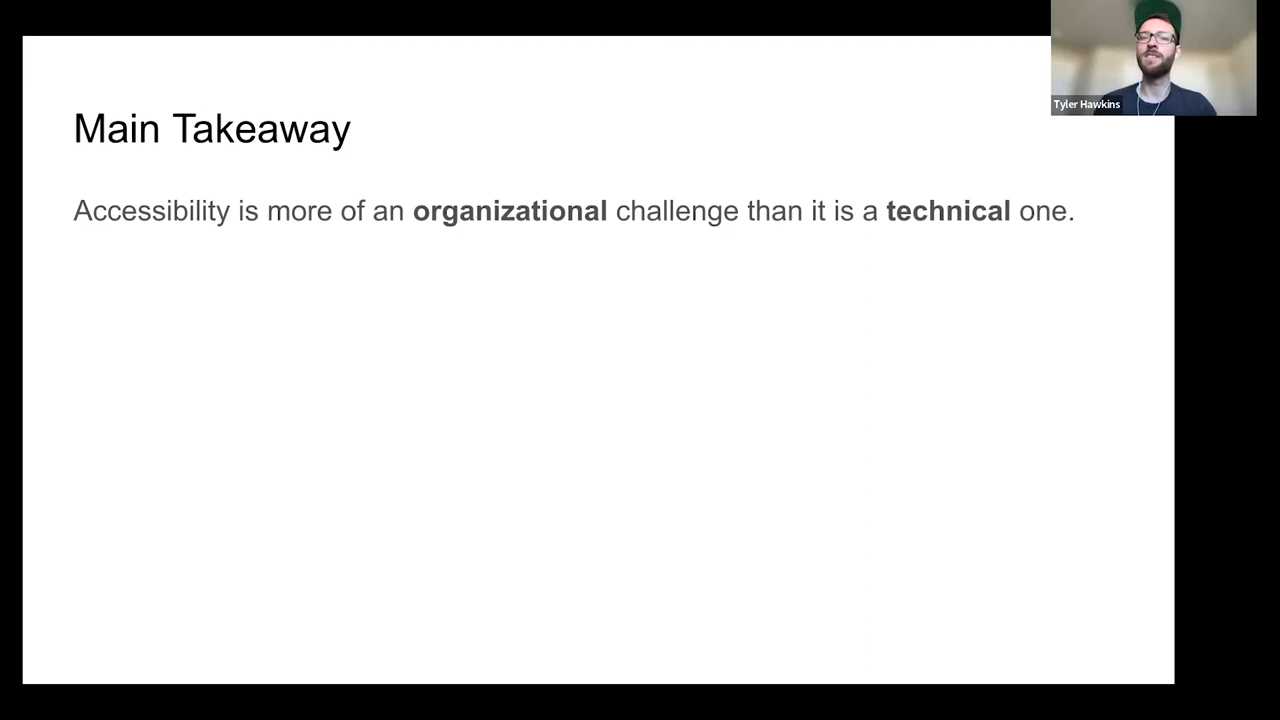 Tyler Hawkins
Main Takeaway
Accessibility is more of an organizational challenge than it is a technical one.